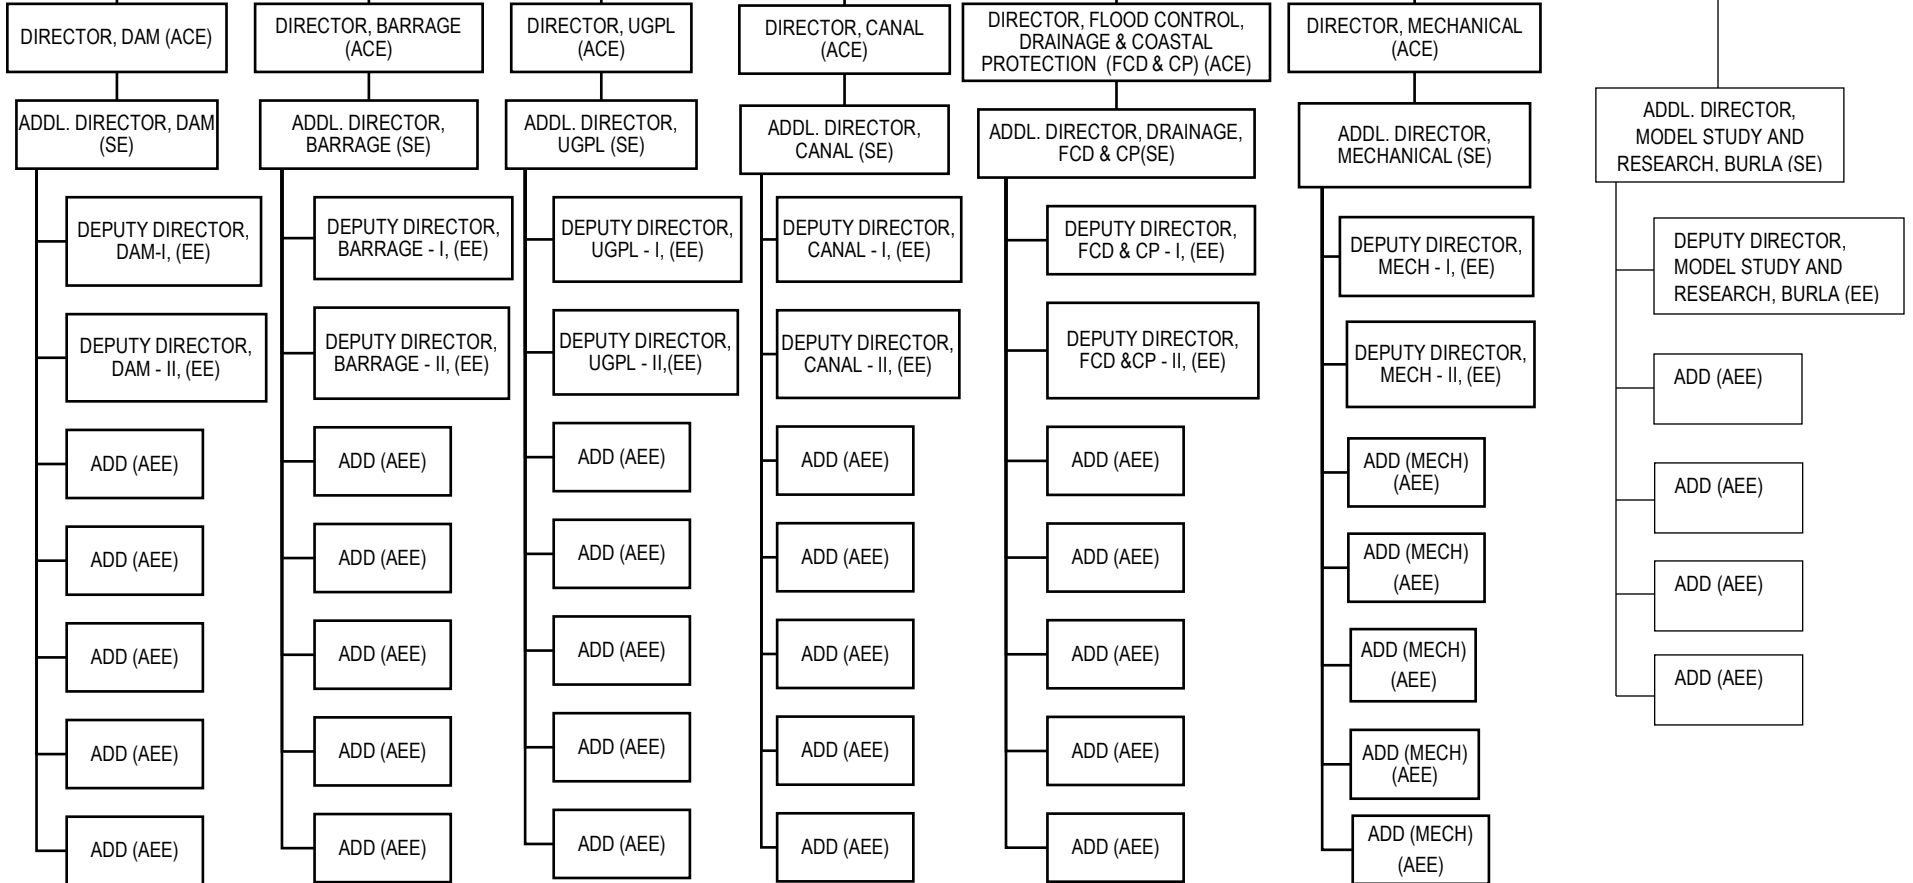 DIRECTOR, DAM (ACE)
ADDL. DIRECTOR, DAM
(SE)
DEPUTY DIRECTOR,
DAM-I, (EE)
DEPUTY DIRECTOR,
DAM - II, (EE)
ADD (AEE)
ADD (AEE)
ADD (AEE)
ADD (AEE)
ADD (AEE)
DIRECTOR, BARRAGE
(ACE)
ADDL. DIRECTOR,
BARRAGE (SE)
DEPUTY DIRECTOR,
BARRAGE - I, (EE)
DEPUTY DIRECTOR,
BARRAGE - II, (EE)
ADD (AEE)
ADD (AEE)
ADD (AEE)
ADD (AEE)
ADD (AEE)
DIRECTOR, UGPL
(ACE)
ADDL. DIRECTOR,
UGPL (SE)
DEPUTY DIRECTOR,
UGPL - I, (EE)
DEPUTY DIRECTOR,
UGPL - II,(EE)
ADD (AEE)
ADD (AEE)
ADD (AEE)
ADD (AEE)
ADD (AEE)
DIRECTOR, CANAL
(ACE)
ADDL. DIRECTOR,
CANAL (SE)
DEPUTY DIRECTOR,
CANAL - I, (EE)
DEPUTY DIRECTOR,
CANAL - II, (EE)
ADD (AEE)
ADD (AEE)
ADD (AEE)
ADD (AEE)
ADD (AEE)
DIRECTOR, FLOOD CONTROL,
DRAINAGE & COASTAL
PROTECTION (FCD & CP) (ACE)
ADDL. DIRECTOR, DRAINAGE,
FCD & CP(SE)
DEPUTY DIRECTOR,
FCD & CP - I, (EE)
DEPUTY DIRECTOR,
FCD &CP - II, (EE)
ADD (AEE)
ADD (AEE)
ADD (AEE)
ADD (AEE)
ADD (AEE)
DIRECTOR, MECHANICAL
(ACE)
ADDL. DIRECTOR,
MECHANICAL (SE)
DEPUTY DIRECTOR,
MECH - I, (EE)
DEPUTY DIRECTOR,
MECH - II, (EE)
ADD (MECH)
(AEE)
ADD (MECH)
(AEE)
ADD (MECH)
(AEE)
ADD (MECH)
(AEE)
ADD (MECH)
(AEE)
ADDL. DIRECTOR,
MODEL STUDY AND
RESEARCH, BURLA (SE)
DEPUTY DIRECTOR,
MODEL STUDY AND
RESEARCH, BURLA (EE)
ADD (AEE)
ADD (AEE)
ADD (AEE)
ADD (AEE)